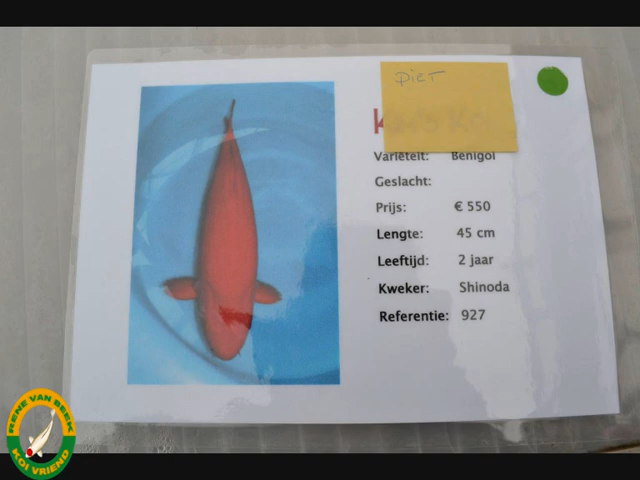 PieT
Variëteit: Benigoi
Geslacht:
Prijs: € 550
Lengte: 45 cm
Leeftijd: 2 jaar
Kweker: Shinoda
Referentie: 927
RENE VAN BEEK
KOI VRIEND